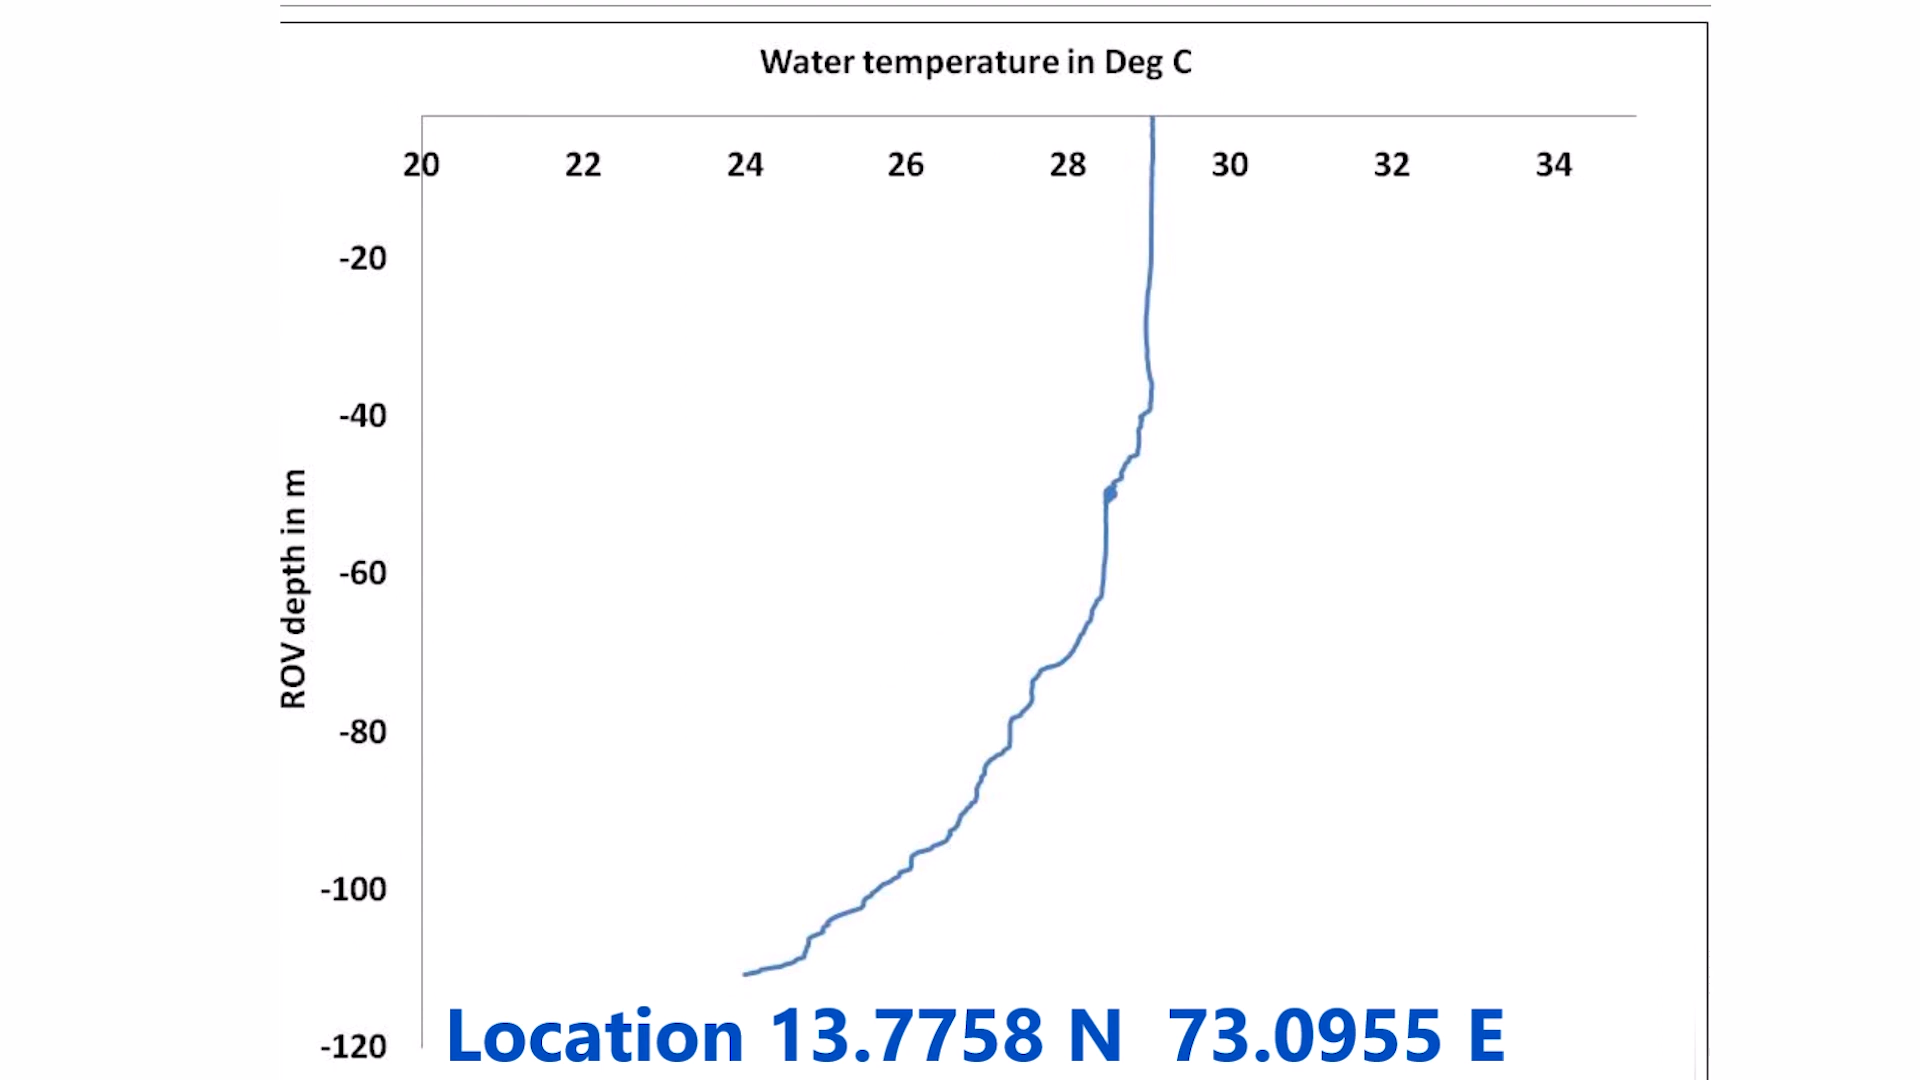 Water temperature in Deg C
20 22 24 26 28 30 32 34
-20
-40
-60
-80
-100
-120
ROV depth in m
Location 13.7758 N 73.0955 E